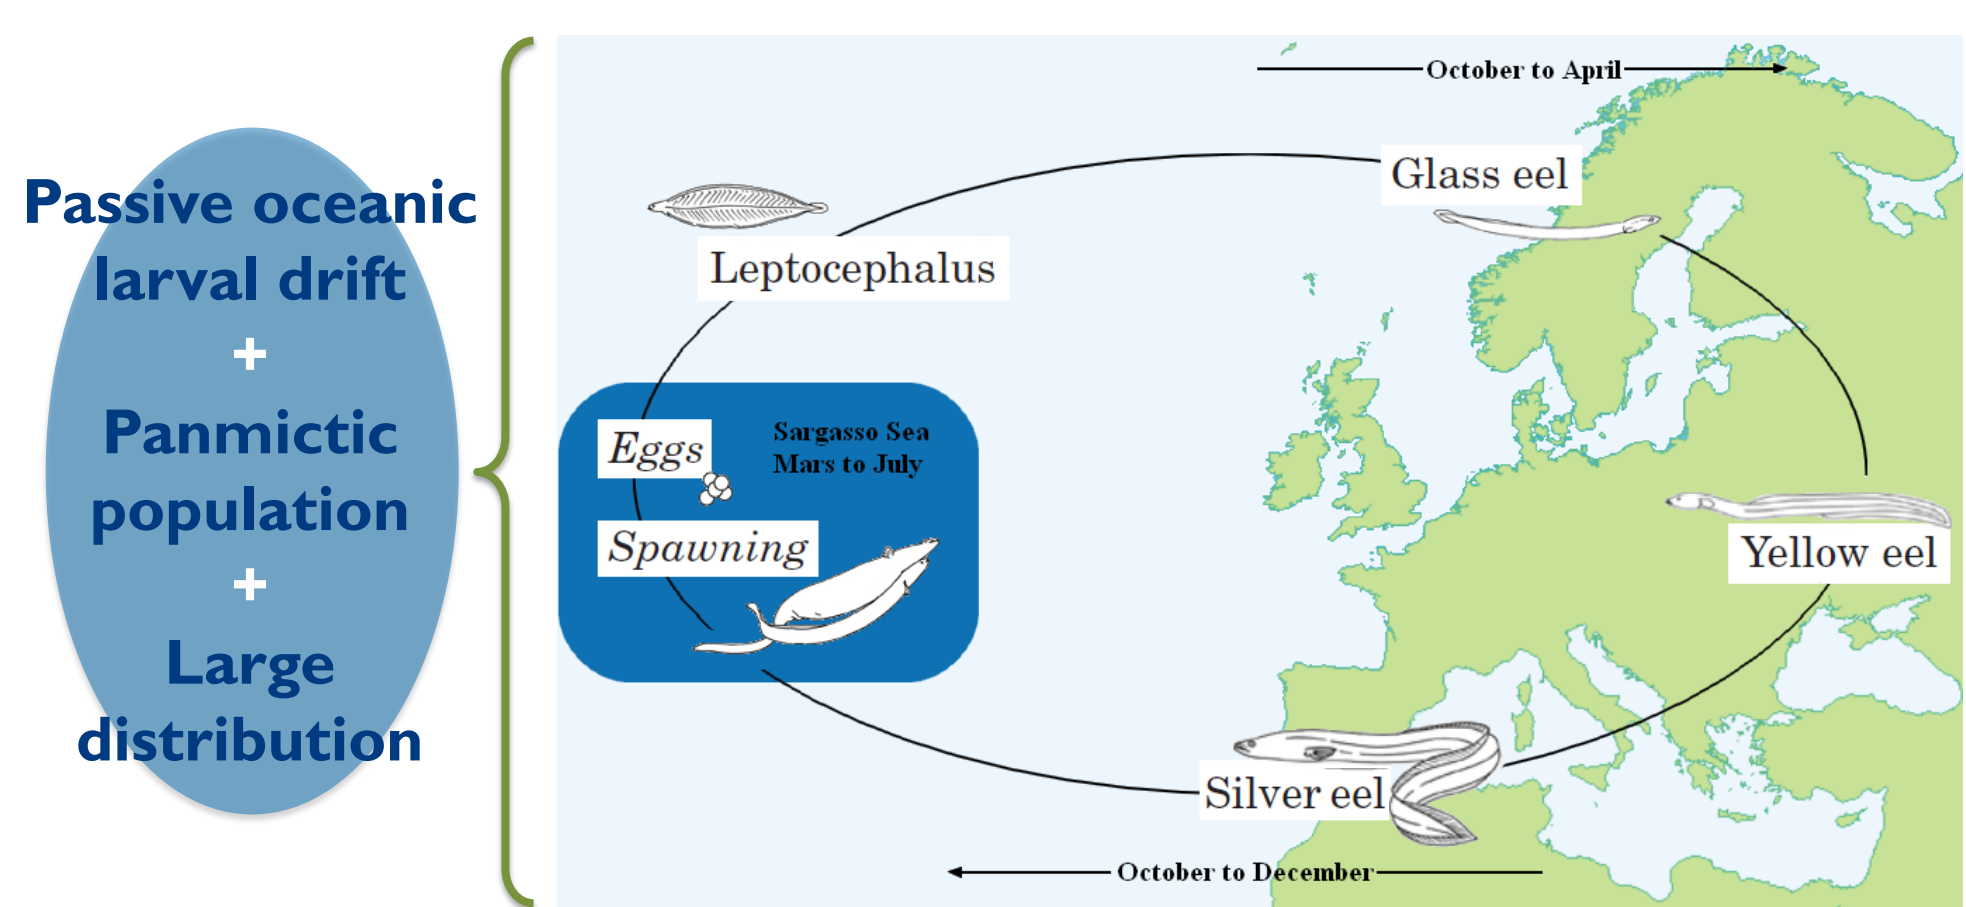 Passive oceanic
larval drift
+
Panmictic
population
+
Large
distribution
October to April
Glass eel
Leptocephalus
Eggs
Sargasso Sea
Mars to July
Spawning
Yellow eel
Silver eel
October to December